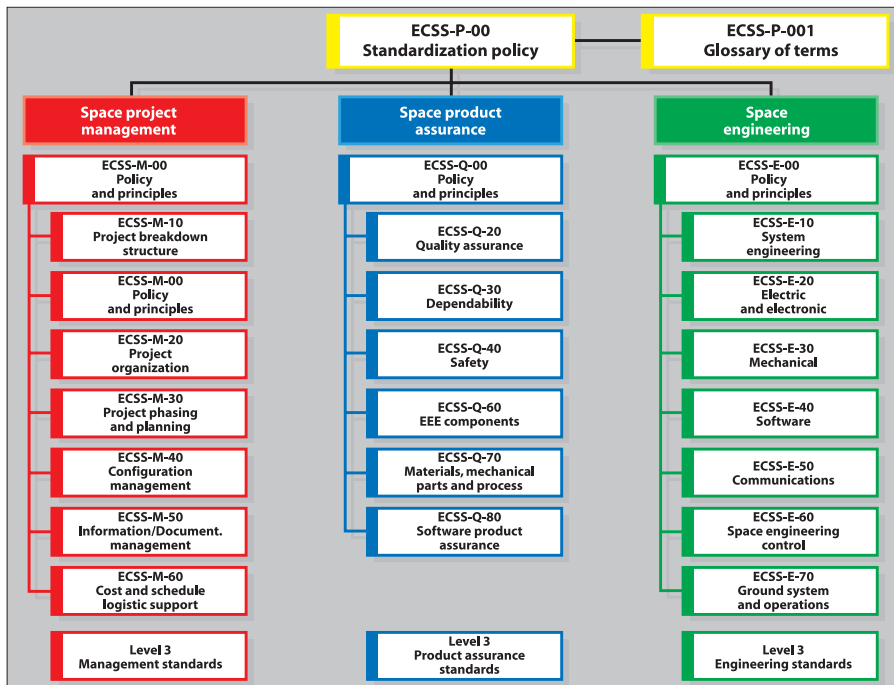 ECSS-P-00
Standardization policy
ECSS-P-001
Glossary of terms
Space project
management
ECSS-M-00
Policy
and principles
ECSS-M-10
Project breakdown
structure
ECSS-M-00
Policy
and principles
ECSS-M-20
Project
organization
ECSS-M-30
Project phasing
and planning
ECSS-M-40
Configuration
management
ECSS-M-50
Information/Document.
management
ECSS-M-60
Cost and schedule
logistic support
Level 3
Management standards
Space product
assurance
ECSS-Q-00
Policy
and principles
ECSS-Q-20
Quality assurance
ECSS-Q-30
Dependability
ECSS-Q-40
Safety
ECSS-Q-60
EEE components
ECSS-Q-70
Materials, mechanical
parts and process
ECSS-Q-80
Software product
assurance
Level 3
Product assurance
standards
Space
engineering
ECSS-E-00
Policy
and principles
ECSS-E-10
System
engineering
ECSS-E-20
Electric
and electronic
ECSS-E-30
Mechanical
ECSS-E-40
Software
ECSS-E-50
Communications
ECSS-E-60
Space engineering
control
ECSS-E-70
Ground system
and operations
Level 3
Engineering standards